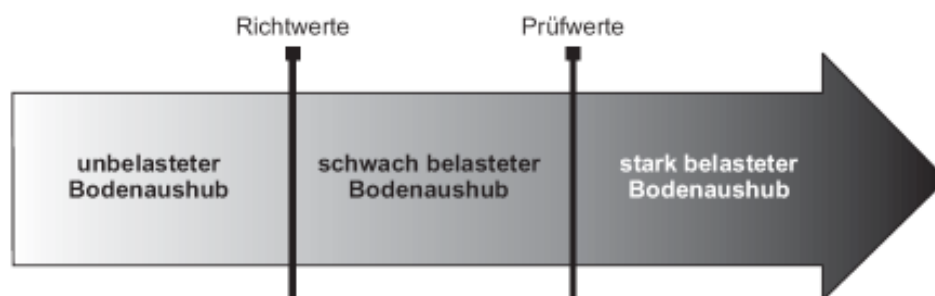 Richtwerte
Prüfwerte
unbelasteter
Bodenaushub
schwach belasteter
Bodenaushub
stark belasteter
Bodenaushub